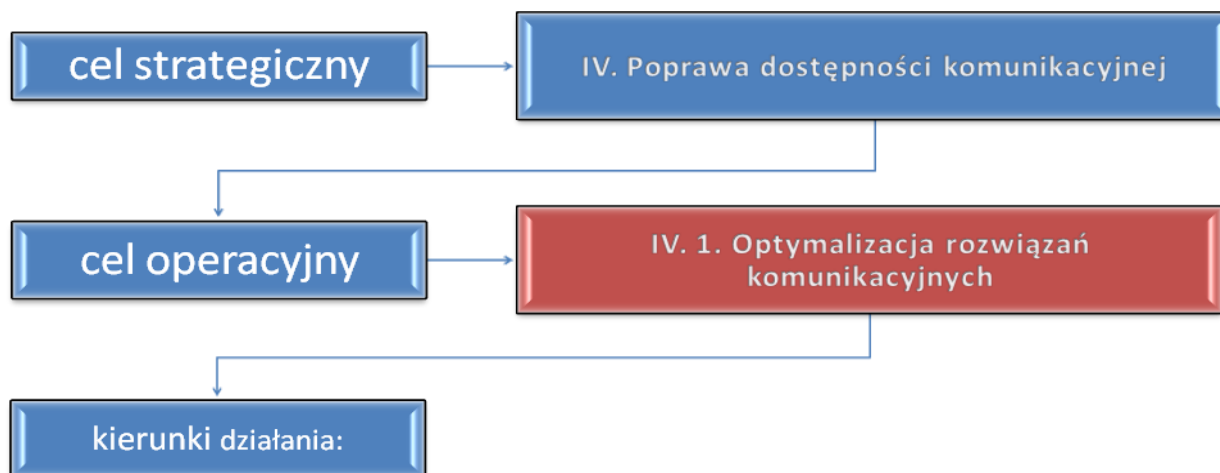 cel strategiczny
IV. Poprawa dostępności komunikacyjnej
cel operacyjny
IV. 1. Optymalizacja rozwiązań
komunikacyjnych
kierunki działania: